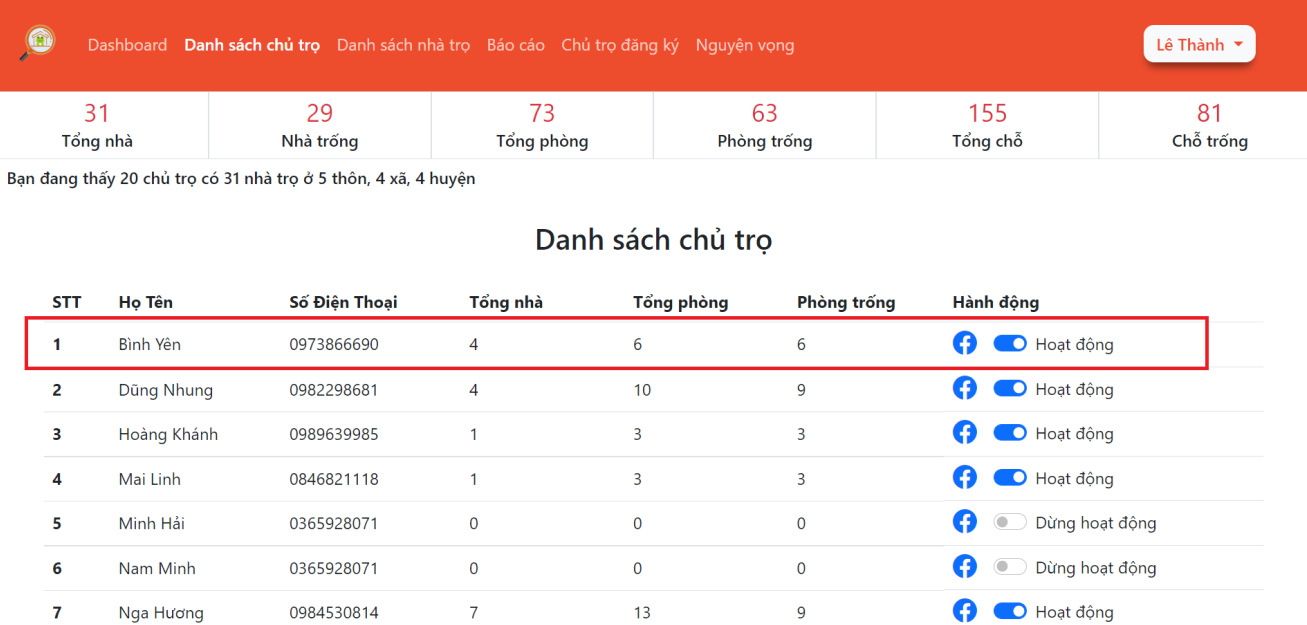 Dashboard Danh sách chủ trọ Danh sách nhà trọ Báo cáo Chủ trọ đăng ký Nguyện vọng Lê Thành
31 29 73 63 155 81
Tổng nhà Nhà trống Tổng phòng Phòng trống Tổng chỗ Chỗ trống
Bạn đang thấy 20 chủ trọ có 31 nhà trọ ở 5 thôn, 4 xã, 4 huyện
Danh sách chủ trọ
STT Họ Tên Số Điện Thoại Tổng nhà Tổng phòng Phòng trống Hành động
1 Bình Yên 0973866690 4 6 6 Hoạt động
2 Dũng Nhung 0982298681 4 10 9 Hoạt động
3 Hoàng Khánh 0989639985 1 3 3 Hoạt động
4 Mai Linh 0846821118 1 3 3 Hoạt động
5 Minh Hải 0365928071 0 0 0 Dừng hoạt động
6 Nam Minh 0365928071 0 0 0 Dừng hoạt động
7 Nga Hương 0984530814 7 13 9 Hoạt động